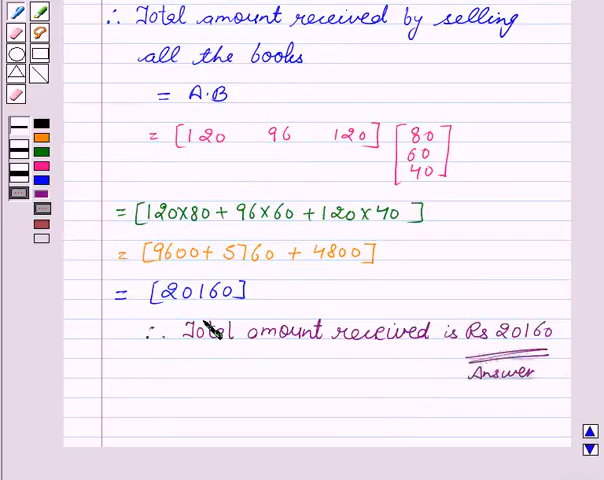 ∴ Total amount received by selling
all the books
= A.B
= [120 96 120] [80
60
40]
= [120×80 + 96×60 + 120×40]
= [9600 + 5760 + 4800]
= [20160]
∴ Total amount received is Rs 20160
Answer